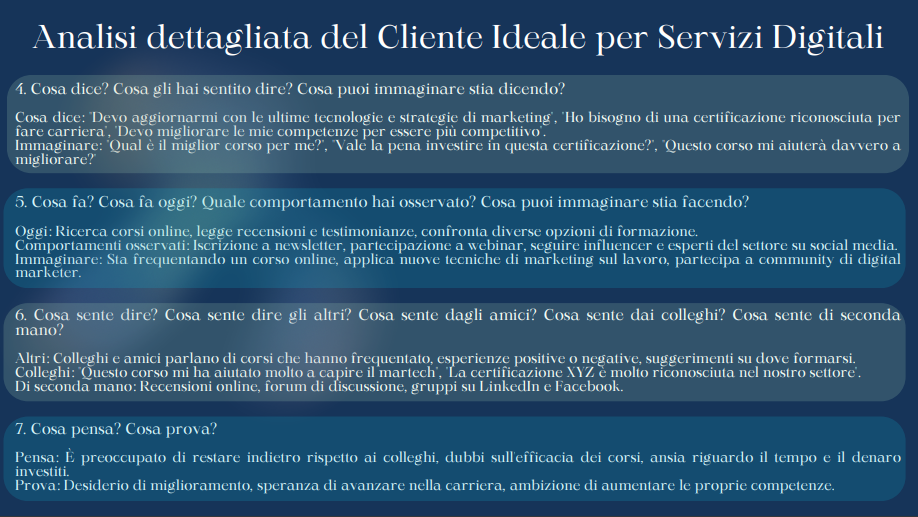 Analisi dettagliata del Cliente Ideale per Servizi Digitali
4. Cosa dice? Cosa gli hai sentito dire? Cosa puoi immaginare stia dicendo?
Cosa dice: "Devo aggiornarmi con le ultime tecnologie e strategie di marketing", "Ho bisogno di una certificazione riconosciuta per
fare carriera", "Devo migliorare le mie competenze per essere più competitivo".
Immaginare: "Qual è il miglior corso per me?", "Vale la pena investire in questa certificazione?", "Questo corso mi aiuterà davvero a
migliorare?"
5. Cosa fa? Cosa fa oggi? Quale comportamento hai osservato? Cosa puoi immaginare stia facendo?
Oggi: Ricerca corsi online, legge recensioni e testimonianze, confronta diverse opzioni di formazione.
Comportamenti osservati: Iscrizione a newsletter, partecipazione a webinar, seguire influencer e esperti del settore su social media.
Immaginare: Sta frequentando un corso online, applica nuove tecniche di marketing sul lavoro, partecipa a community di digital
marketer.
6. Cosa sente dire? Cosa sente dire gli altri? Cosa sente dagli amici? Cosa sente dai colleghi? Cosa sente di seconda
mano?
Altri: Colleghi e amici parlano di corsi che hanno frequentato, esperienze positive o negative, suggerimenti su dove formarsi.
Colleghi: "Questo corso mi ha aiutato molto a capire il martech", "La certificazione XYZ è molto riconosciuta nel nostro settore".
Di seconda mano: Recensioni online, forum di discussione, gruppi su LinkedIn e Facebook.
7. Cosa pensa? Cosa prova?
Pensa: È preoccupato di restare indietro rispetto ai colleghi, dubbi sull'efficacia dei corsi, ansia riguardo il tempo e il denaro
investiti.
Prova: Desiderio di miglioramento, speranza di avanzare nella carriera, ambizione di aumentare le proprie competenze.